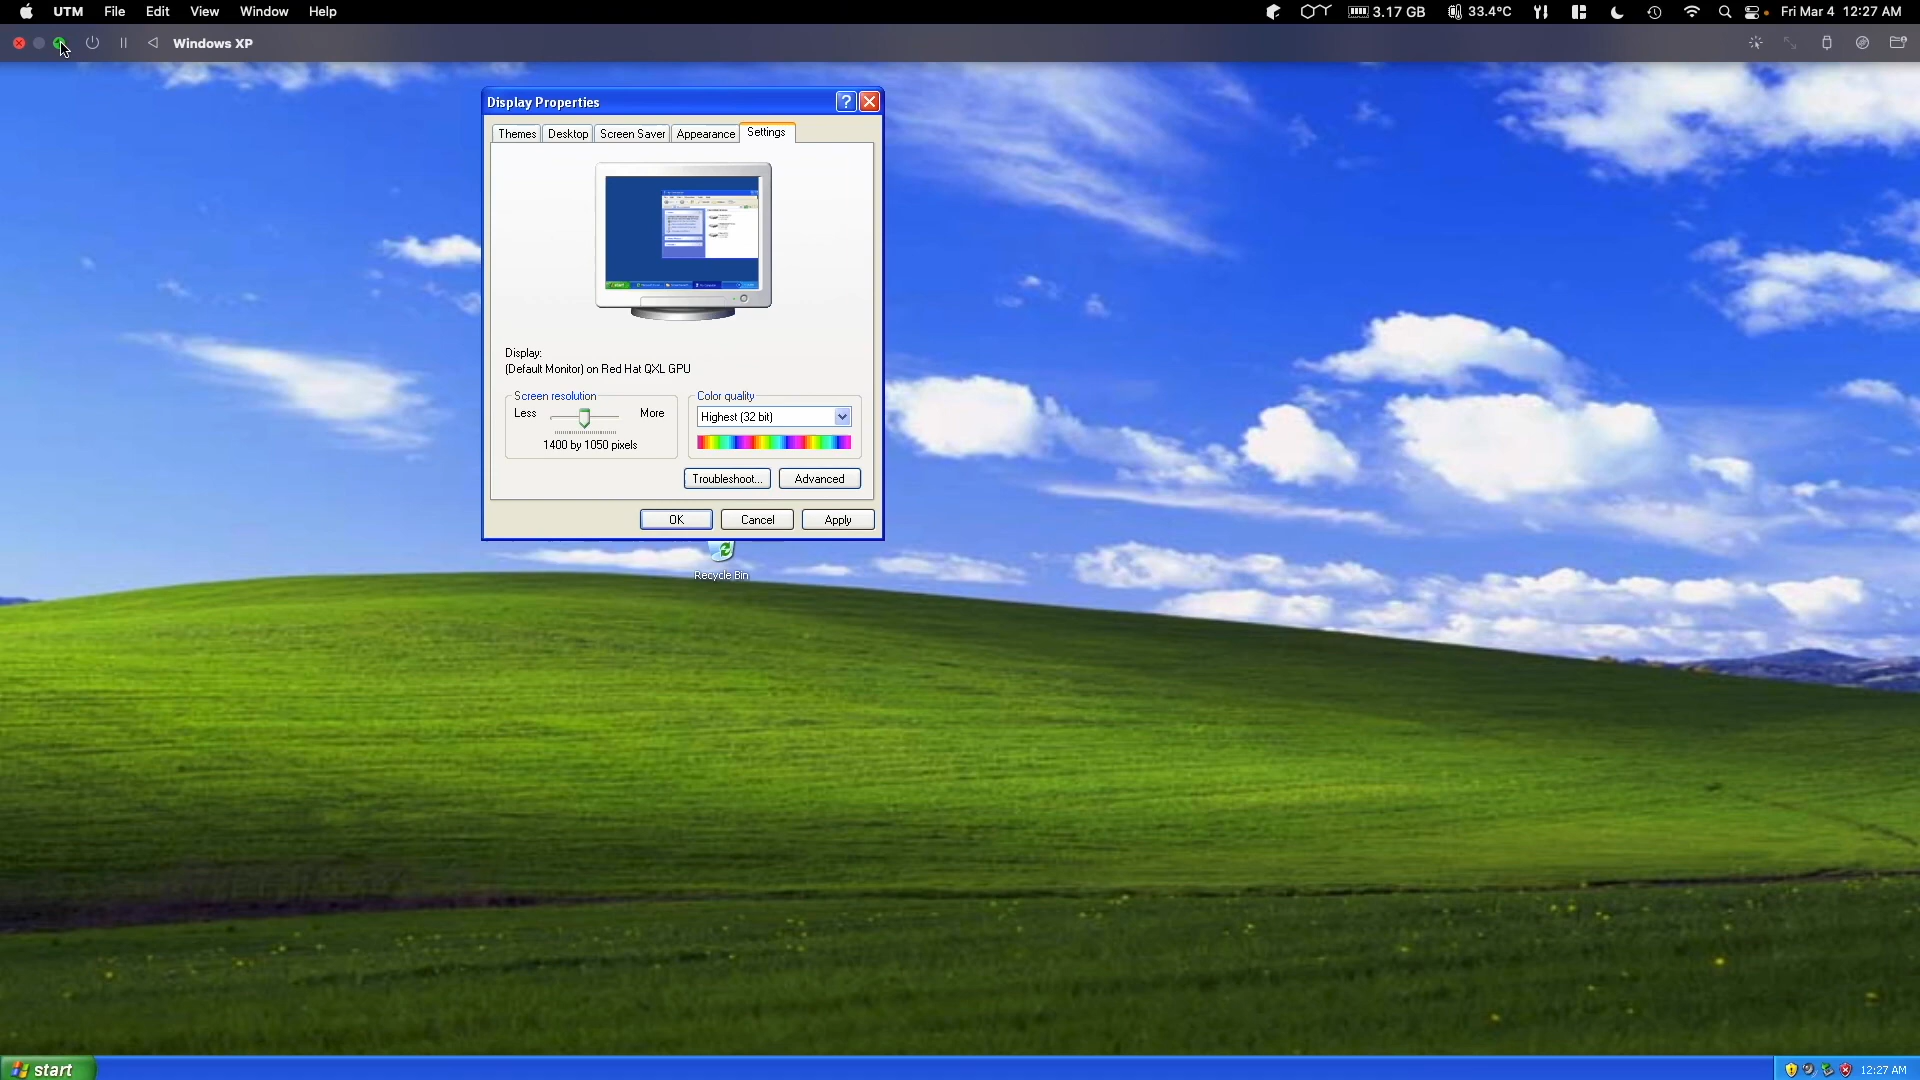 UTM File Edit View Window Help 3.17 GB 33.4°C Fri Mar 4 12:27 AM
Windows XP
Display Properties
Themes Desktop Screen Saver Appearance Settings
Display:
(Default Monitor) on Red Hat QXL GPU
Screen resolution Color quality
Less More Highest (32 bit)
1400 by 1050 pixels
Troubleshoot... Advanced
OK Cancel Apply
Recycle Bin
start 12:27 AM